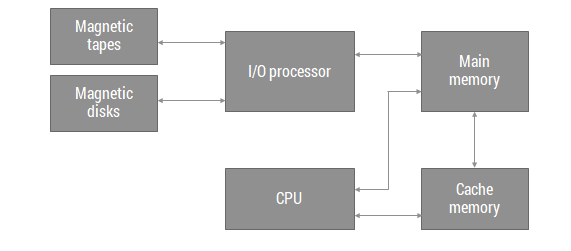 Magnetic
tapes
Magnetic
disks
I/O processor
Main
memory
CPU
Cache
memory